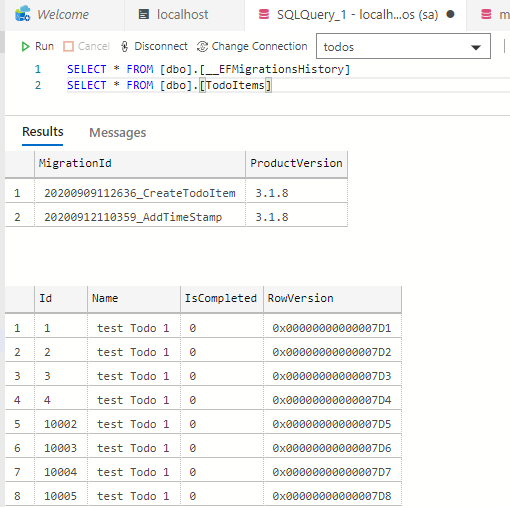 Welcome localhost SQLQuery_1 - localh...os (sa) m
Run Cancel Disconnect Change Connection todos
1 SELECT * FROM [dbo].[__EFMigrationsHistory]
2 SELECT * FROM [dbo].[TodoItems]
Results Messages
MigrationId ProductVersion
1 20200909112636_CreateTodoItem 3.1.8
2 20200912110359_AddTimeStamp 3.1.8
Id Name IsCompleted RowVersion
1 1 test Todo 1 0 0x00000000000007D1
2 2 test Todo 1 0 0x00000000000007D2
3 3 test Todo 1 0 0x00000000000007D3
4 4 test Todo 1 0 0x00000000000007D4
5 10002 test Todo 1 0 0x00000000000007D5
6 10003 test Todo 1 0 0x00000000000007D6
7 10004 test Todo 1 0 0x00000000000007D7
8 10005 test Todo 1 0 0x00000000000007D8